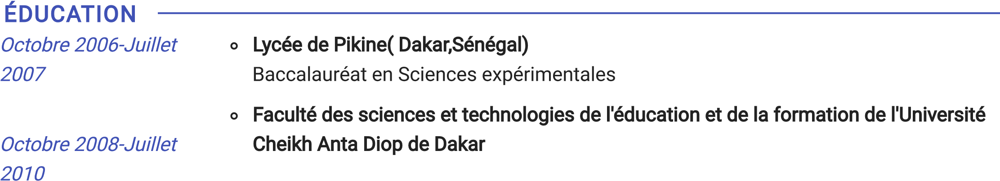 ÉDUCATION
Octobre 2006-Juillet
2007
Lycée de Pikine( Dakar,Sénégal)
Baccalauréat en Sciences expérimentales
Octobre 2008-Juillet
2010
Faculté des sciences et technologies de l'éducation et de la formation de l'Université
Cheikh Anta Diop de Dakar